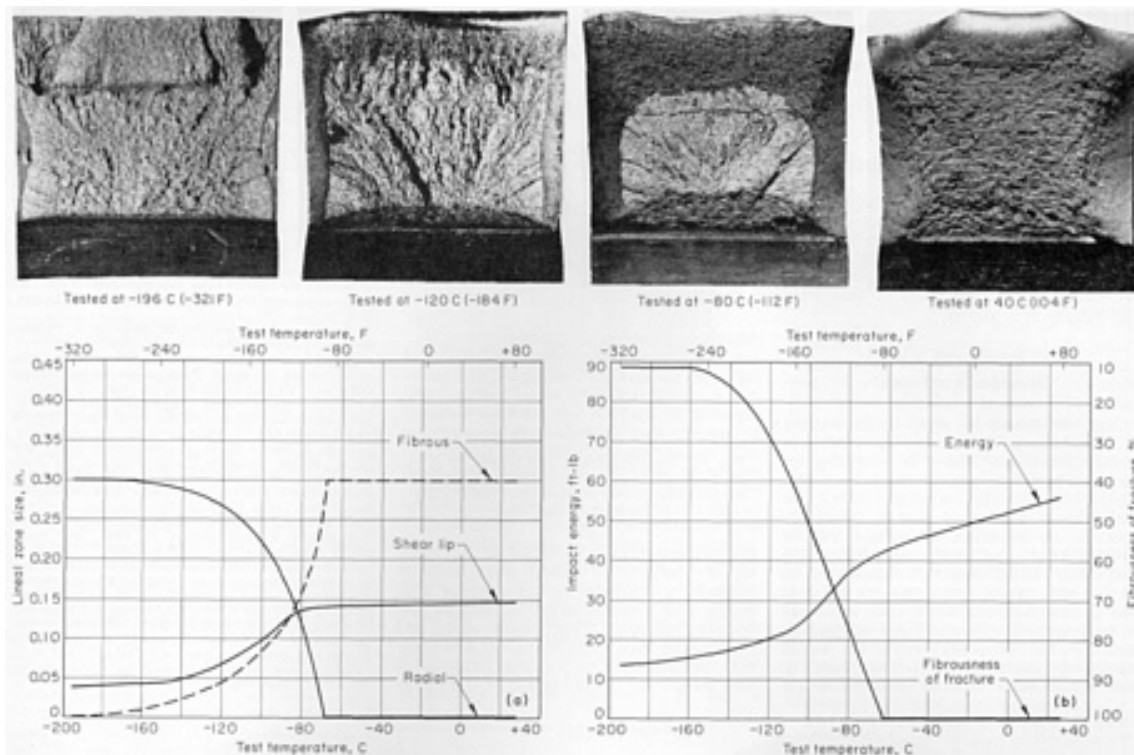 Tested at -196 C (-321 F)
Tested at -120 C (-184 F)
Tested at -80 C (-112 F)
Tested at 40 C (104 F)
Test temperature, F
-320 -240 -160 -80 0 +80
0.45
0.40
0.35
0.30
0.25
0.20
0.15
0.10
0.05
0
Lineal zone size, in.
Fibrous
Shear lip
Radial
(a)
-200 -160 -120 -80 -40 0 +40
Test temperature, C
Test temperature, F
-320 -240 -160 -80 0 +80
90
80
70
60
50
40
30
20
10
0
Impact energy, ft-lb
Energy
Fibrousness
of fracture
(b)
10
20
30
40
50
60
70
80
90
100
Fibrousness of fracture,
-200 -160 -120 -80 -40 0 +40
Test temperature, C